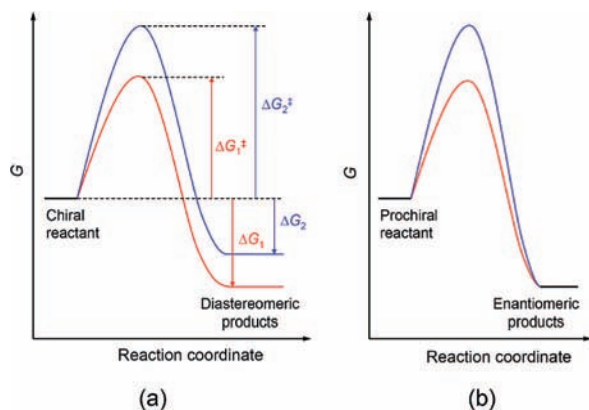 G
ΔG₂‡
ΔG₁‡
Chiral
reactant
ΔG₂
ΔG₁
Diastereomeric
products
Reaction coordinate
(a)
G
Prochiral
reactant
Enantiomeric
products
Reaction coordinate
(b)